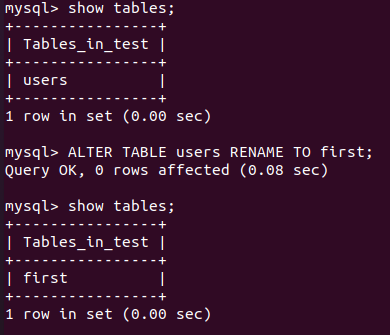 mysql> show tables;
+----------------+
| Tables_in_test |
+----------------+
| users          |
+----------------+
1 row in set (0.00 sec)
mysql> ALTER TABLE users RENAME TO first;
Query OK, 0 rows affected (0.08 sec)
mysql> show tables;
+----------------+
| Tables_in_test |
+----------------+
| first          |
+----------------+
1 row in set (0.00 sec)